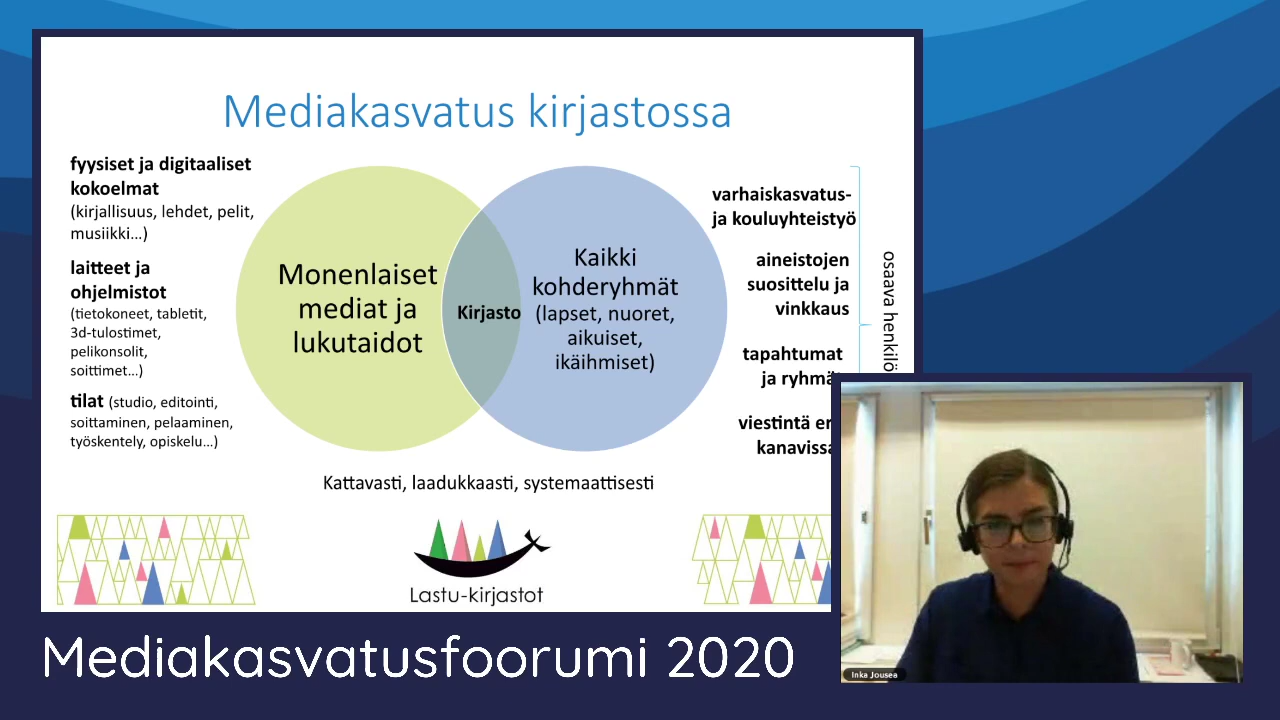 Mediakasvatus kirjastossa
fyysiset ja digitaaliset
kokoelmat
(kirjallisuus, lehdet, pelit,
musiikki...)
laitteet ja
ohjelmistot
(tietokoneet, tabletit,
3d-tulostimet,
pelikonsolit,
soittimet...)
tilat (studio, editointi,
soittaminen, pelaaminen,
työskentely, opiskelu...)
Monenlaiset
mediat ja
lukutaidot
Kirjasto
Kaikki
kohderyhmät
(lapset, nuoret,
aikuiset,
ikäihmiset)
varhaiskasvatus-
ja kouluyhteistyö
aineistojen
suosittelu ja
vinkkaus
tapahtumat
ja ryhmä
viestintä er
kanavissa
osaava henkilö
Kattavasti, laadukkaasti, systemaattisesti
Lastu-kirjastot
Mediakasvatusfoorumi 2020
Inka Jousea